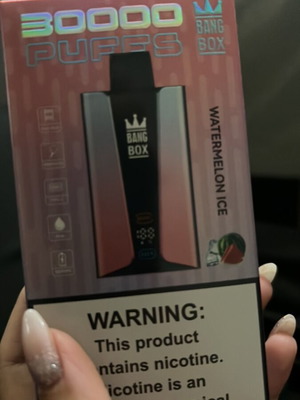 30000
PUFFS
BANG
BOX
BANG
BOX
WATERMELON ICE
WARNING:
This product
ntains nicotine.
icotine is an